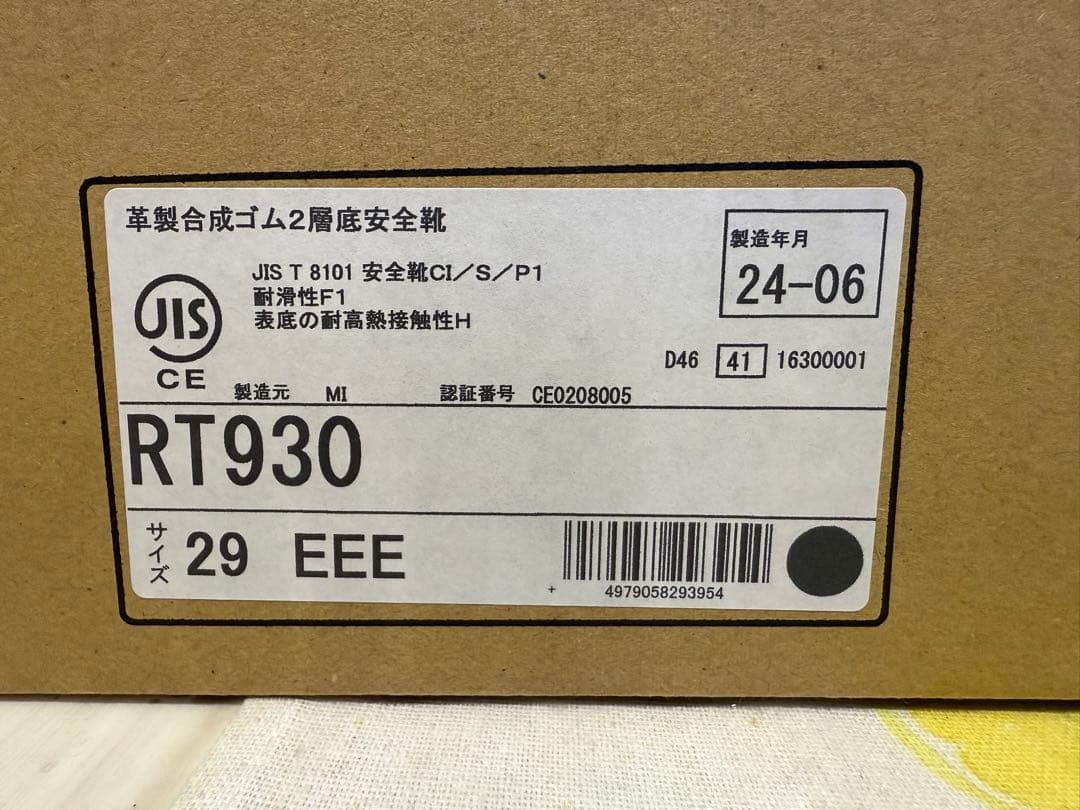 革製合成ゴム2層底安全靴
JIS T 8101 安全靴CI／S／P1
耐滑性F1
表底の耐高熱接触性H
JIS
CE
製造年月
24-06
D46 41 16300001
製造元 MI 認証番号 CE0208005
RT930
サイズ 29 EEE
+ 4979058293954